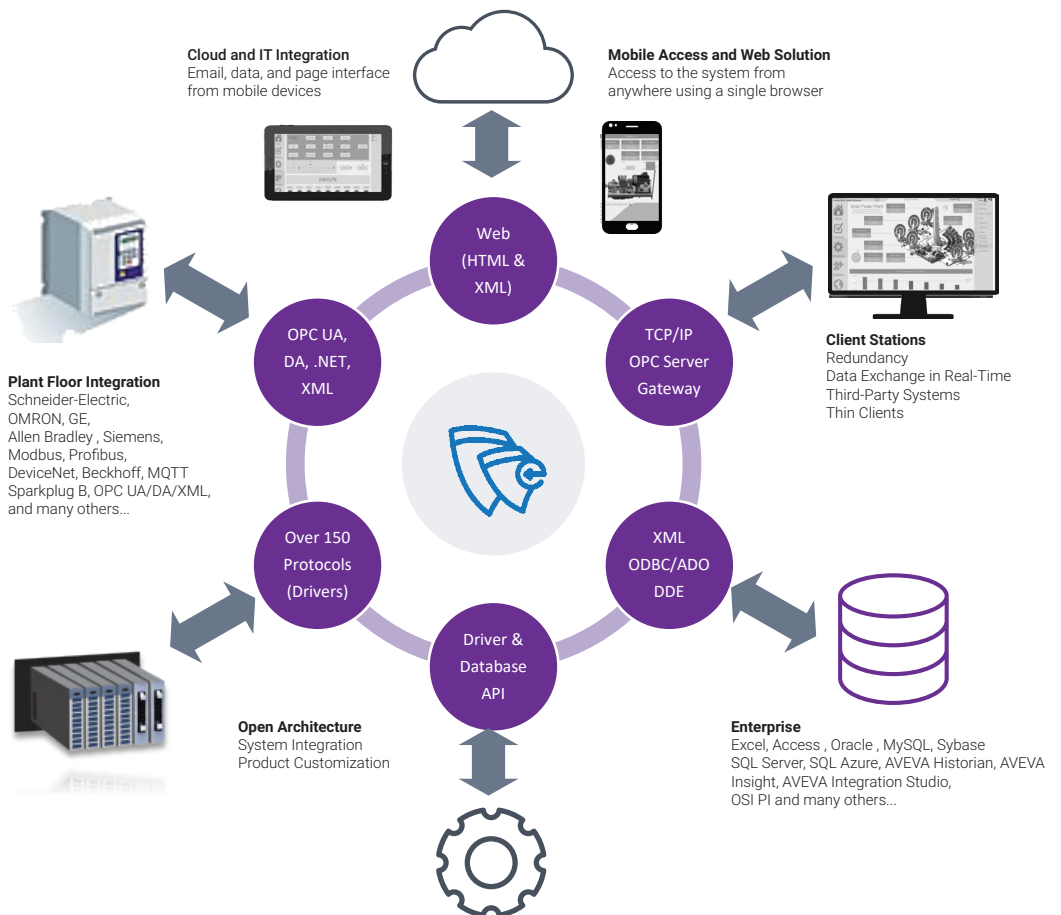 Cloud and IT Integration
Email, data, and page interface
from mobile devices
Mobile Access and Web Solution
Access to the system from
anywhere using a single browser
Web
(HTML &
XML)
OPC UA,
DA, .NET,
XML
TCP/IP
OPC Server
Gateway
Client Stations
Redundancy
Data Exchange in Real-Time
Third-Party Systems
Thin Clients
Plant Floor Integration
Schneider-Electric,
OMRON, GE,
Allen Bradley , Siemens,
Modbus, Profibus,
DeviceNet, Beckhoff, MQTT
Sparkplug B, OPC UA/DA/XML,
and many others...
Over 150
Protocols
(Drivers)
XML
ODBC/ADO
DDE
Driver &
Database
API
Open Architecture
System Integration
Product Customization
Enterprise
Excel, Access , Oracle , MySQL, Sybase
SQL Server, SQL Azure, AVEVA Historian, AVEVA
Insight, AVEVA Integration Studio,
OSI PI and many others...